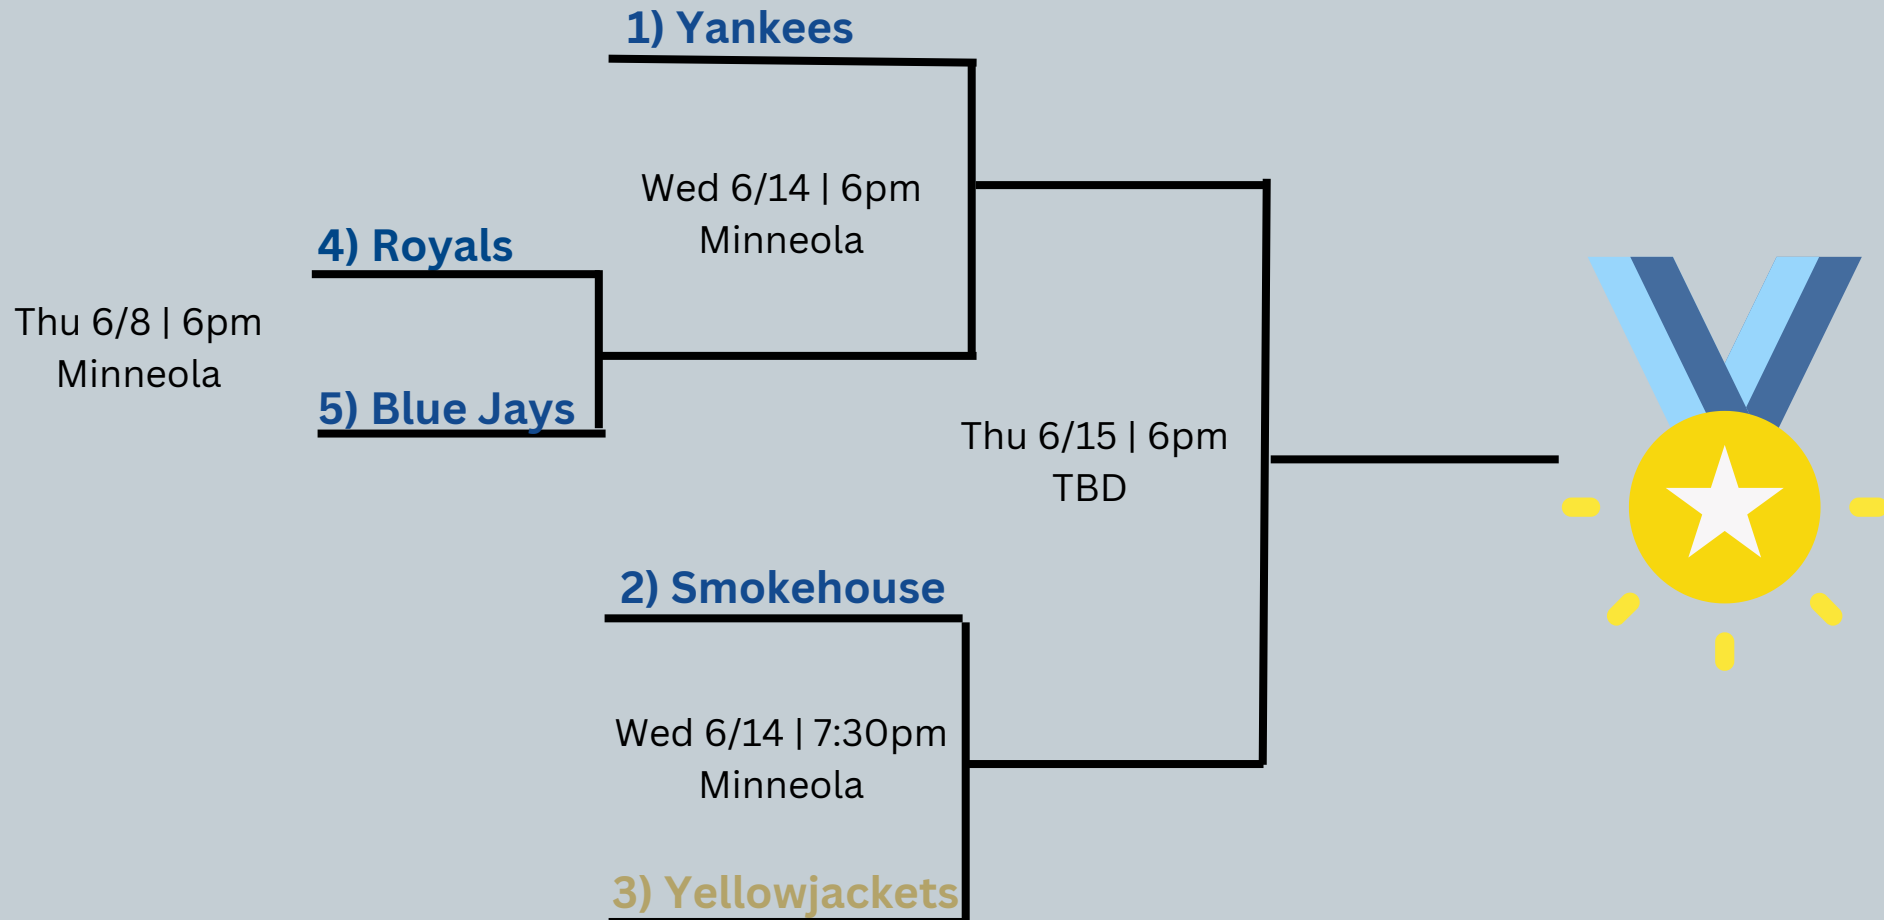 1) Yankees
Wed 6/14 | 6pm
Minneola
4) Royals
Thu 6/8 | 6pm
Minneola
5) Blue Jays
Thu 6/15 | 6pm
TBD
2) Smokehouse
Wed 6/14 | 7:30pm
Minneola
3) Yellowjackets